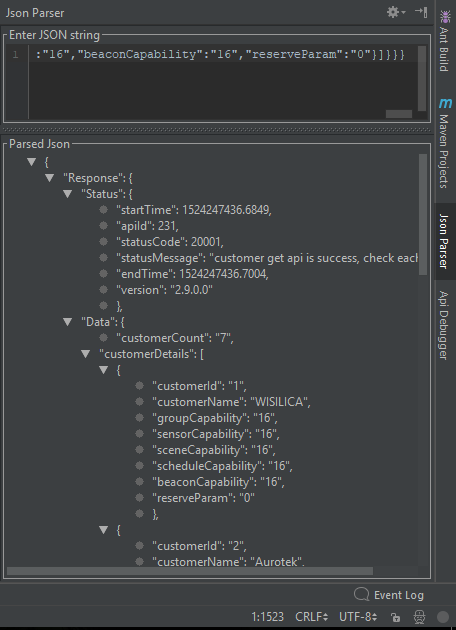 Json Parser
Enter JSON string
1 :"16","beaconCapability":"16","reserveParam":"0"}]}}}
Parsed Json
{
"Response": {
"Status": {
"startTime": 1524247436.6849,
"apiId": 231,
"statusCode": 20001,
"statusMessage": "customer get api is success, check each
"endTime": 1524247436.7004,
"version": "2.9.0.0"
},
"Data": {
"customerCount": "7",
"customerDetails": [
{
"customerId": "1",
"customerName": "WISILICA",
"groupCapability": "16",
"sensorCapability": "16",
"sceneCapability": "16",
"scheduleCapability": "16",
"beaconCapability": "16",
"reserveParam": "0"
},
{
"customerId": "2",
"customerName": "Aurotek",
Ant Build
m Maven Projects
Json Parser
Api Debugger
Event Log
1:1523 CRLF UTF-8